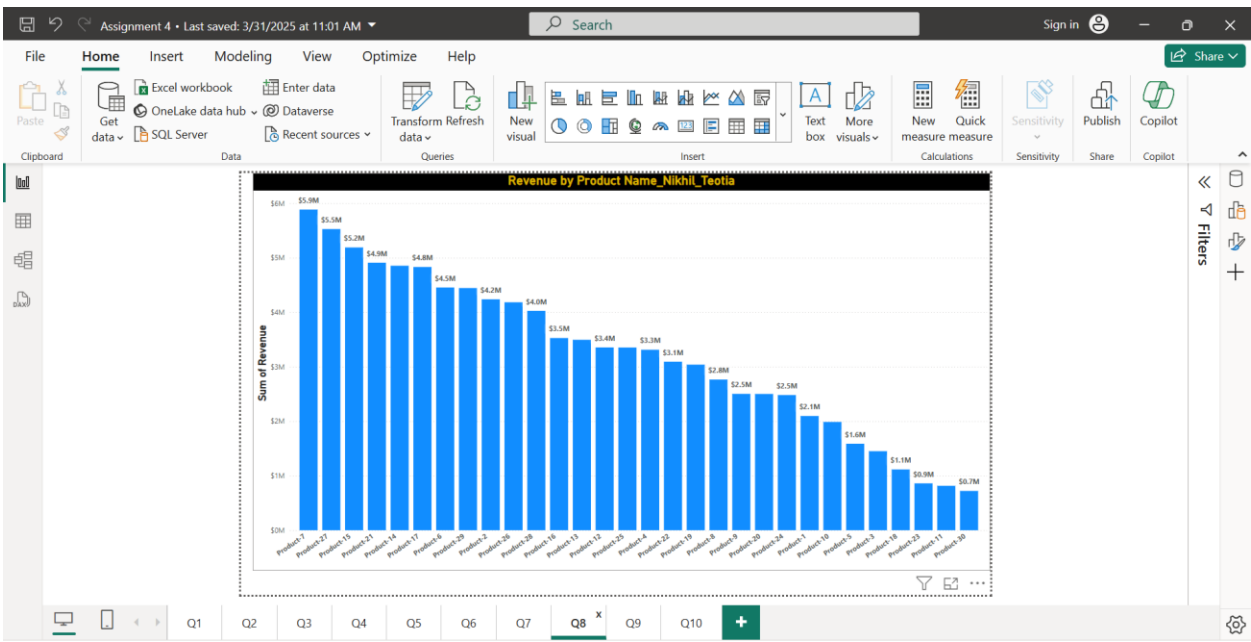 Assignment 4 • Last saved: 3/31/2025 at 11:01 AM
Search
Sign in
File Home Insert Modeling View Optimize Help
Share
Paste
Get data
Excel workbook
OneLake data hub
SQL Server
Enter data
Dataverse
Recent sources
Transform data
Refresh
New visual
Text box
More visuals
New measure
Quick measure
Sensitivity
Publish
Copilot
Clipboard Data Queries Insert Calculations Sensitivity Share Copilot
DAX
Filters
Revenue by Product Name_Nikhil_Teotia
Sum of Revenue
$6M
$5M
$4M
$3M
$2M
$1M
$0M
$5.9M
$5.5M
$5.2M
$4.9M
$4.8M
$4.5M
$4.2M
$4.0M
$3.5M
$3.4M
$3.3M
$3.1M
$2.8M
$2.5M
$2.5M
$2.1M
$1.6M
$1.1M
$0.9M
$0.7M
Product-7
Product-27
Product-15
Product-21
Product-14
Product-17
Product-6
Product-29
Product-2
Product-26
Product-28
Product-16
Product-13
Product-12
Product-25
Product-4
Product-22
Product-19
Product-8
Product-9
Product-20
Product-24
Product-1
Product-10
Product-5
Product-3
Product-18
Product-23
Product-11
Product-30
Q1 Q2 Q3 Q4 Q5 Q6 Q7 Q8 x Q9 Q10